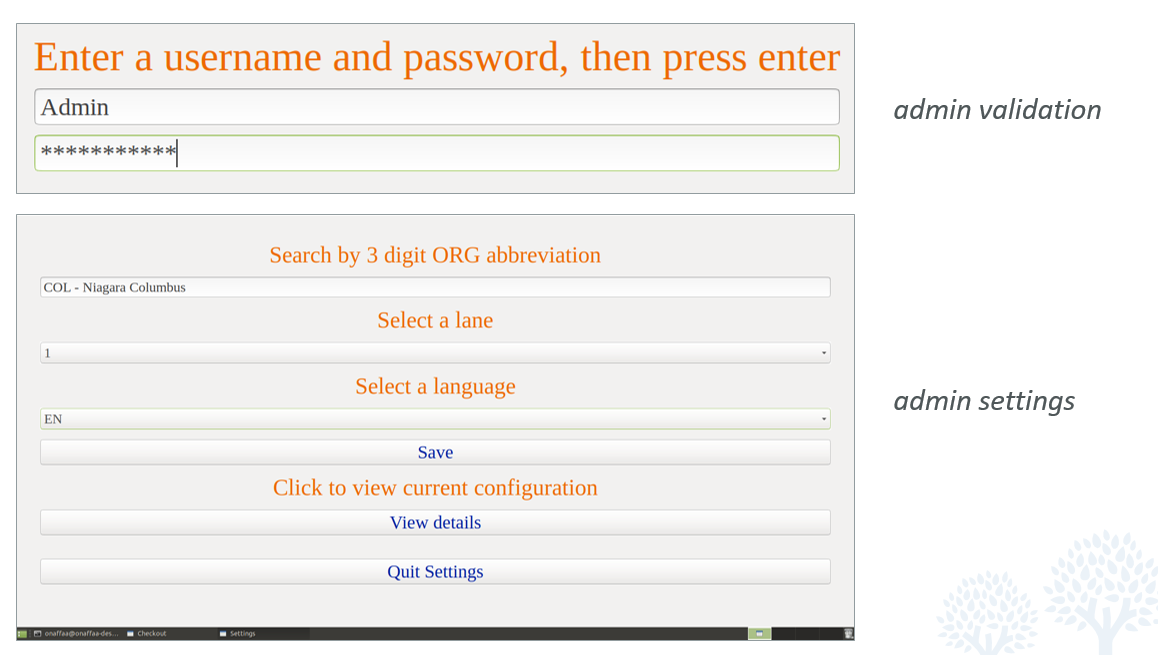 Enter a username and password, then press enter
Admin
***********
admin validation
Search by 3 digit ORG abbreviation
COL - Niagara Columbus
Select a lane
1
Select a language
EN
admin settings
Save
Click to view current configuration
View details
Quit Settings
onaffaa@onaffaa-des... Checkout Settings